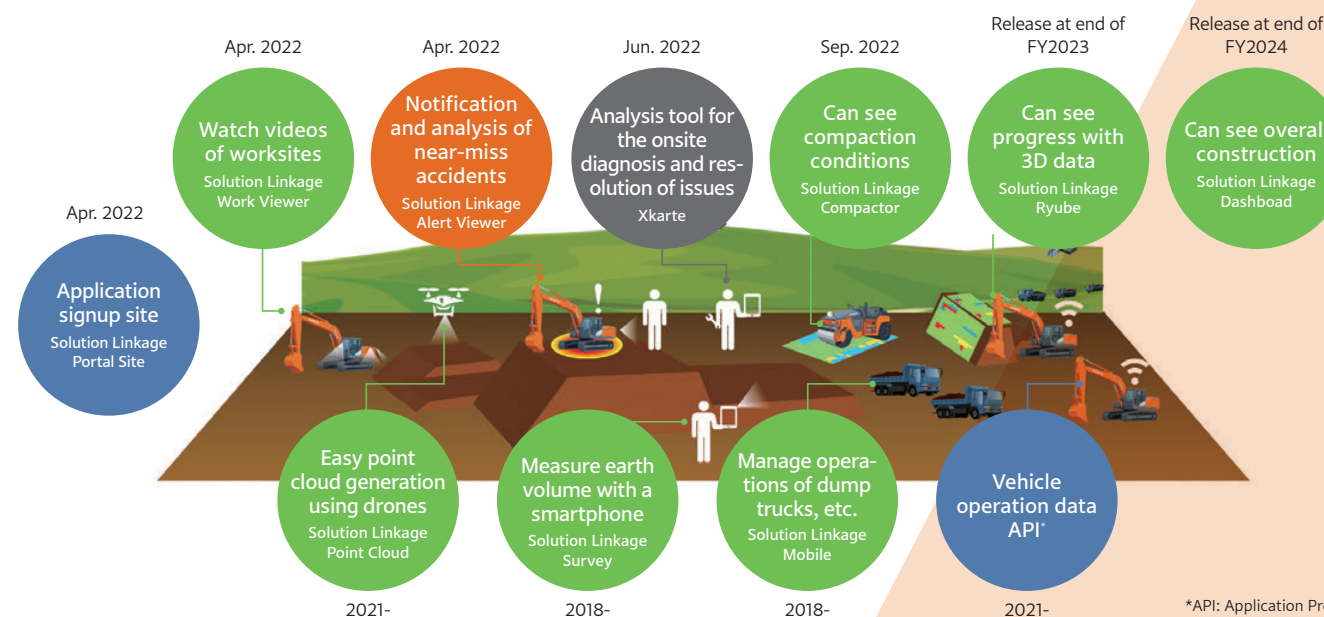 Apr. 2022
Application
signup site
Solution Linkage
Portal Site
Apr. 2022
Watch videos
of worksites
Solution Linkage
Work Viewer
Apr. 2022
Notification
and analysis of
near-miss
accidents
Solution Linkage
Alert Viewer
Jun. 2022
Analysis tool for
the onsite
diagnosis and res-
olution of issues
Xkarte
Sep. 2022
Can see
compaction
conditions
Solution Linkage
Compactor
Release at end of
FY2023
Can see
progress with
3D data
Solution Linkage
Ryube
Release at end of
FY2024
Can see overall
construction
Solution Linkage
Dashboad
Easy point
cloud generation
using drones
Solution Linkage
Point Cloud
2021-
Measure earth
volume with a
smartphone
Solution Linkage
Survey
2018-
Manage opera-
tions of dump
trucks, etc.
Solution Linkage
Mobile
2018-
Vehicle
operation data
API*
2021-
*API: Application Pro